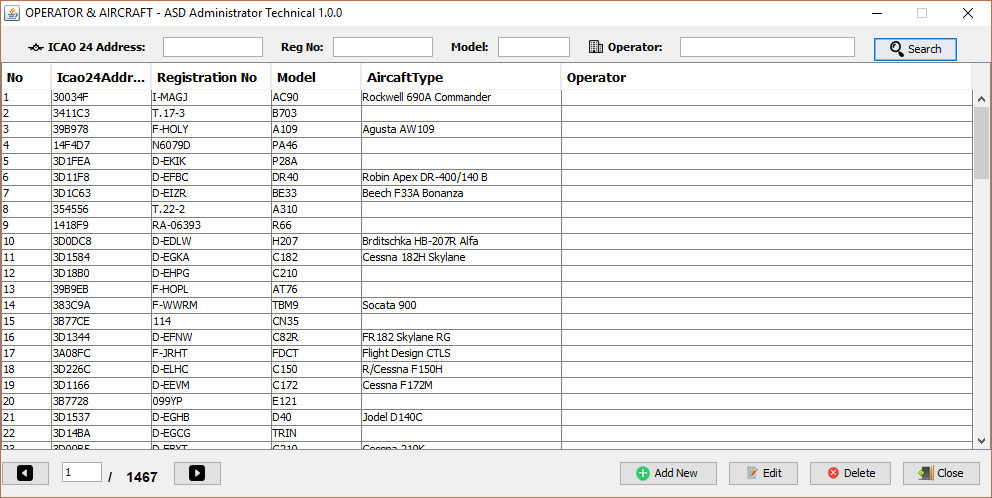 OPERATOR & AIRCRAFT - ASD Administrator Technical 1.0.0
ICAO 24 Address: Reg No: Model: Operator: Search
No Icao24Addr... Registration No Model AircaftType Operator
1 30034F I-MAGJ AC90 Rockwell 690A Commander
2 3411C3 T.17-3 B703
3 39B978 F-HOLY A109 Agusta AW109
4 14F4D7 N6079D PA46
5 3D1FEA D-EKIK P28A
6 3D11F8 D-EFBC DR40 Robin Apex DR-400/140 B
7 3D1C63 D-EIZR BE33 Beech F33A Bonanza
8 354556 T.22-2 A310
9 1418F9 RA-06393 R66
10 3D0DC8 D-EDLW H207 Brditschka HB-207R Alfa
11 3D1584 D-EGKA C182 Cessna 182H Skylane
12 3D18B0 D-EHPG C210
13 39B9EB F-HOPL AT76
14 383C9A F-WWRM TBM9 Socata 900
15 3B77CE 114 CN35
16 3D1344 D-EFNW C82R FR182 Skylane RG
17 3A08FC F-JRHT FDCT Flight Design CTLS
18 3D226C D-ELHC C150 R/Cessna F150H
19 3D1166 D-EEVM C172 Cessna F172M
20 3B7728 099YP E121
21 3D1537 D-EGHB D40 Jodel D140C
22 3D14BA D-EGCG TRIN
23 C210 Cessna 210K
1 / 1467 Add New Edit Delete Close